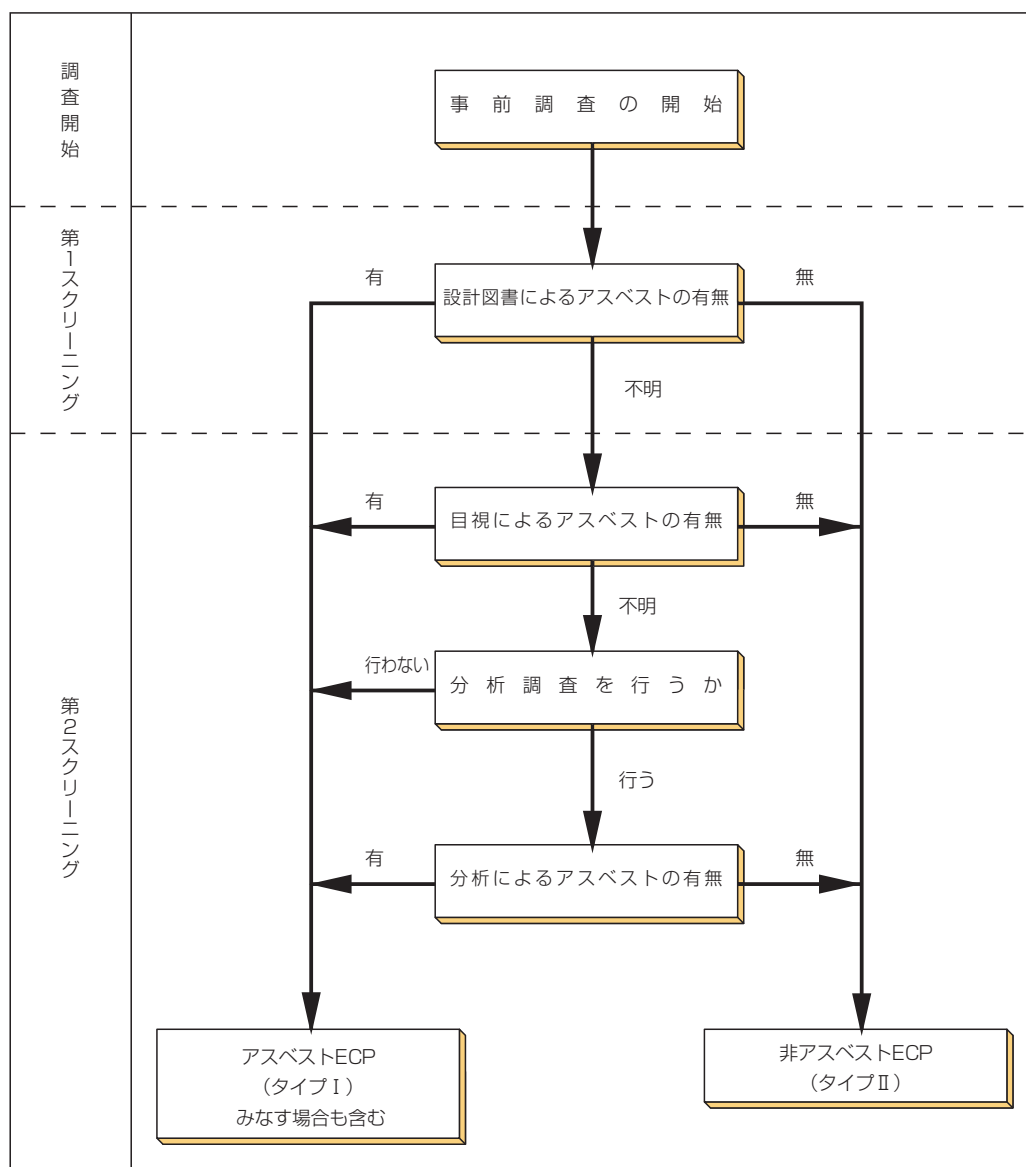 調査開始
事前調査の開始
第1スクリーニング
有
設計図書によるアスベストの有無
無
不明
第2スクリーニング
有
目視によるアスベストの有無
無
不明
行わない
分析調査を行うか
行う
有
分析によるアスベストの有無
無
アスベストECP
（タイプⅠ）
みなす場合も含む
非アスベストECP
（タイプⅡ）